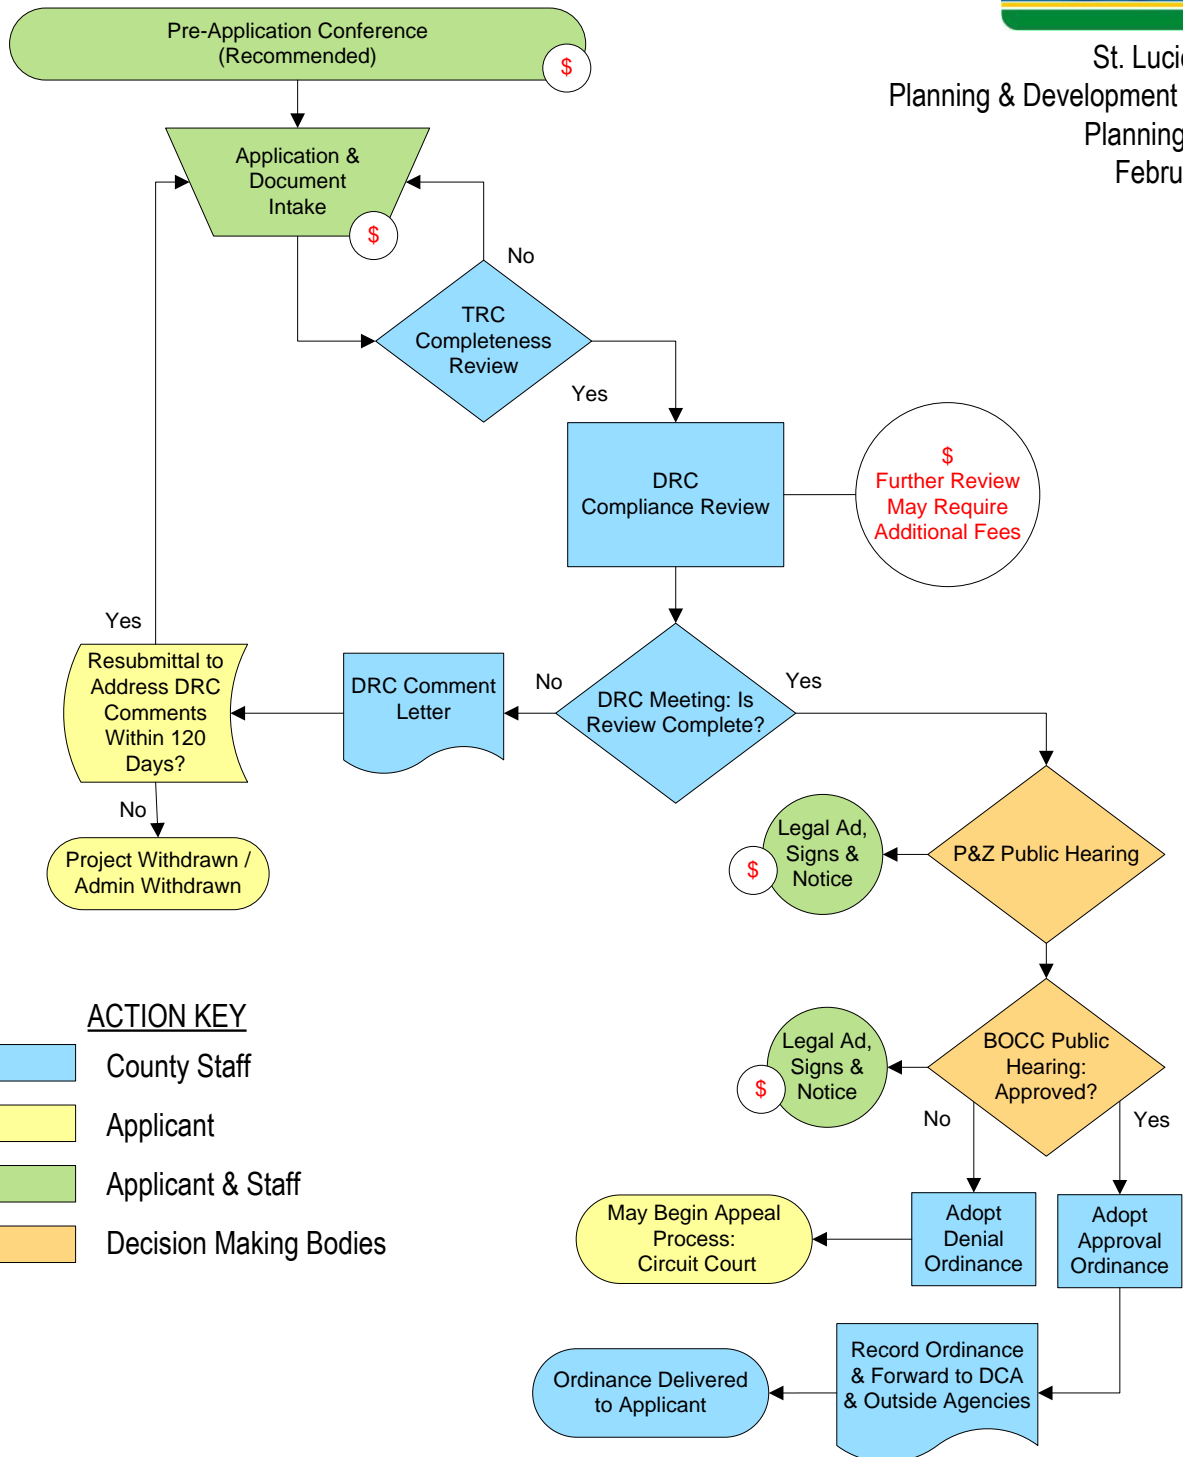 Pre-Application Conference
(Recommended)
$
St. Lucie
Planning & Development
Planning
Febru
Application &
Document
Intake
$
No
TRC
Completeness
Review
Yes
DRC
Compliance Review
$
Further Review
May Require
Additional Fees
Yes
Resubmittal to
Address DRC
Comments
Within 120
Days?
DRC Comment
Letter
No
DRC Meeting: Is
Review Complete?
Yes
No
Project Withdrawn /
Admin Withdrawn
Legal Ad,
Signs &
Notice
$
P&Z Public Hearing
ACTION KEY
County Staff
Applicant
Applicant & Staff
Decision Making Bodies
Legal Ad,
Signs &
Notice
$
BOCC Public
Hearing:
Approved?
No
Yes
May Begin Appeal
Process:
Circuit Court
Adopt
Denial
Ordinance
Adopt
Approval
Ordinance
Ordinance Delivered
to Applicant
Record Ordinance
& Forward to DCA
& Outside Agencies